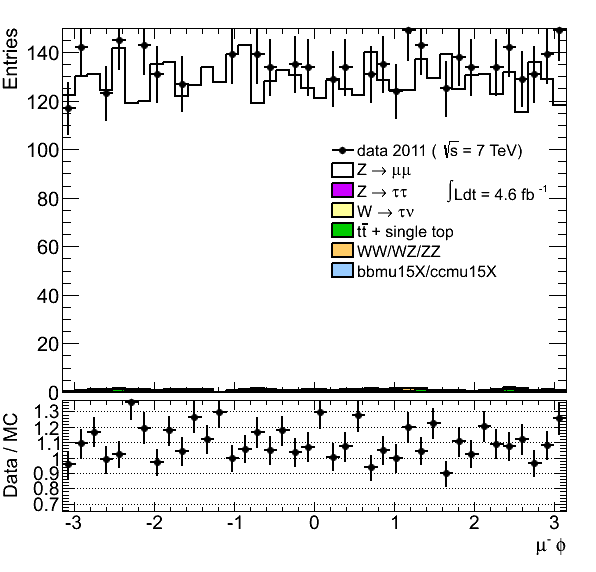 Entries
140
120
100
80
60
40
20
0
data 2011 ( √s = 7 TeV)
Z → μμ
Z → ττ
∫Ldt = 4.6 fb⁻¹
W → τν
tt̄ + single top
WW/WZ/ZZ
bbmu15X/ccmu15X
Data / MC
1.3
1.2
1.1
1
0.9
0.8
0.7
-3 -2 -1 0 1 2 3
μ⁻ ϕ